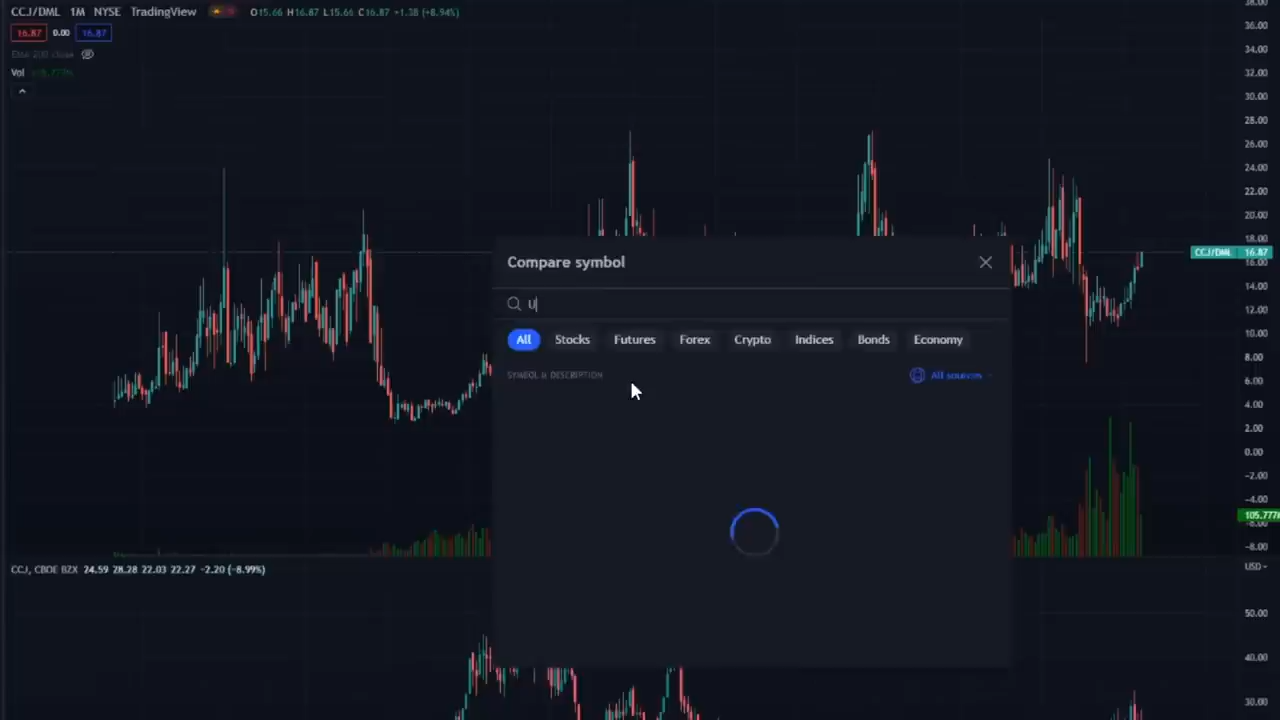 CCJ/DML 1M NYSE TradingView O15.66 H16.87 L15.66 C16.87 +1.38 (+8.94%)
16.87 0.00 16.87
Vol
Compare symbol
U
All Stocks Futures Forex Crypto Indices Bonds Economy
SYMBOL & DESCRIPTION All sources
38.00
36.00
34.00
32.00
30.00
28.00
26.00
24.00
22.00
20.00
18.00
CCJ/DML 16.87
16.00
14.00
12.00
10.00
8.00
6.00
4.00
2.00
0.00
-2.00
-4.00
-8.00
CCJ, CBOE BZX 24.59 28.28 22.03 22.27 -2.20 (-8.99%)
USD
50.00
40.00
30.00